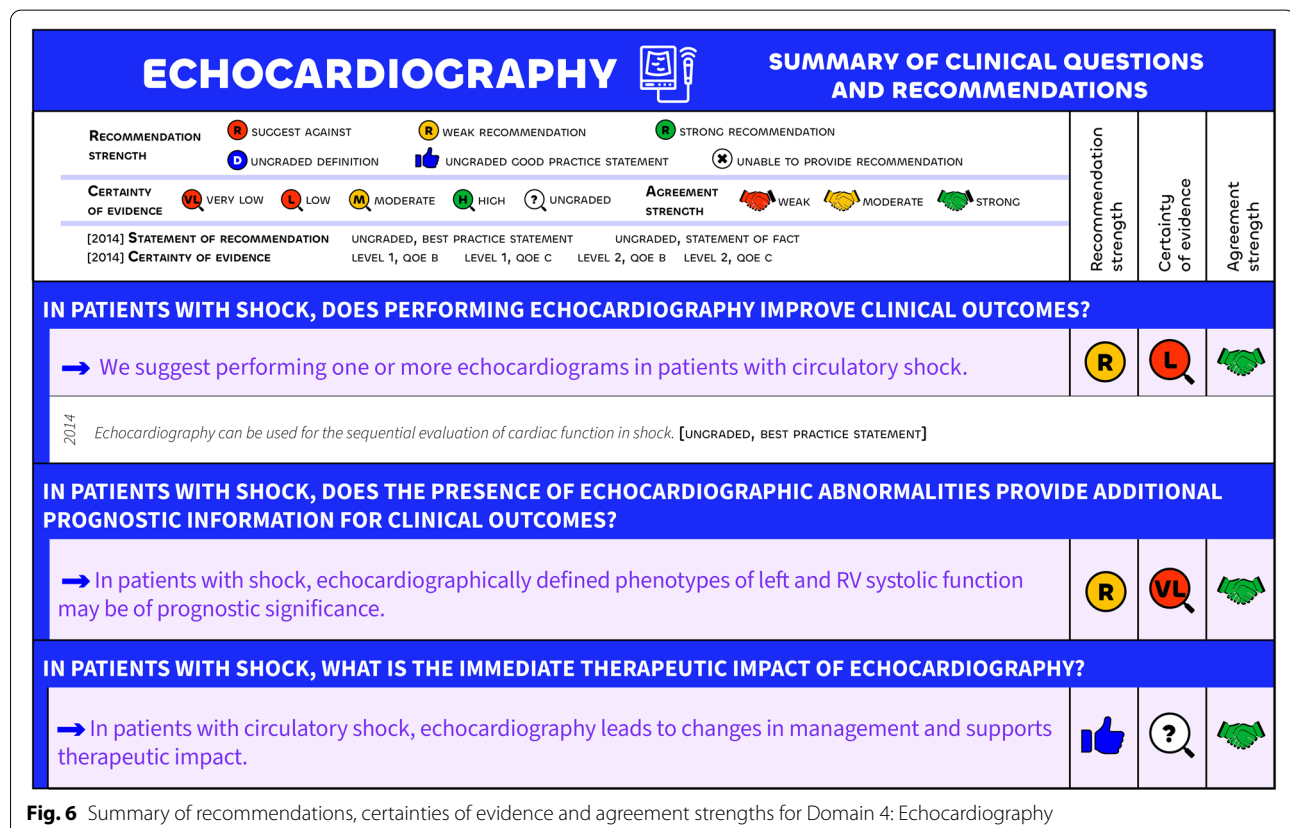 ECHOCARDIOGRAPHY
SUMMARY OF CLINICAL QUESTIONS
AND RECOMMENDATIONS
RECOMMENDATION
STRENGTH
R SUGGEST AGAINST
R WEAK RECOMMENDATION
R STRONG RECOMMENDATION
D UNGRADED DEFINITION
UNGRADED GOOD PRACTICE STATEMENT
UNABLE TO PROVIDE RECOMMENDATION
CERTAINTY
OF EVIDENCE
VL VERY LOW
L LOW
M MODERATE
H HIGH
? UNGRADED
AGREEMENT
STRENGTH
WEAK
MODERATE
STRONG
[2014] STATEMENT OF RECOMMENDATION UNGRADED, BEST PRACTICE STATEMENT UNGRADED, STATEMENT OF FACT
[2014] CERTAINTY OF EVIDENCE LEVEL 1, QOE B LEVEL 1, QOE C LEVEL 2, QOE B LEVEL 2, QOE C
Recommendation
strength
Certainty
of evidence
Agreement
strength
IN PATIENTS WITH SHOCK, DOES PERFORMING ECHOCARDIOGRAPHY IMPROVE CLINICAL OUTCOMES?
→ We suggest performing one or more echocardiograms in patients with circulatory shock.
R
L
2014
Echocardiography can be used for the sequential evaluation of cardiac function in shock. [UNGRADED, BEST PRACTICE STATEMENT]
IN PATIENTS WITH SHOCK, DOES THE PRESENCE OF ECHOCARDIOGRAPHIC ABNORMALITIES PROVIDE ADDITIONAL
PROGNOSTIC INFORMATION FOR CLINICAL OUTCOMES?
→ In patients with shock, echocardiographically defined phenotypes of left and RV systolic function
may be of prognostic significance.
R
VL
IN PATIENTS WITH SHOCK, WHAT IS THE IMMEDIATE THERAPEUTIC IMPACT OF ECHOCARDIOGRAPHY?
→ In patients with circulatory shock, echocardiography leads to changes in management and supports
therapeutic impact.
?
Fig. 6 Summary of recommendations, certainties of evidence and agreement strengths for Domain 4: Echocardiography